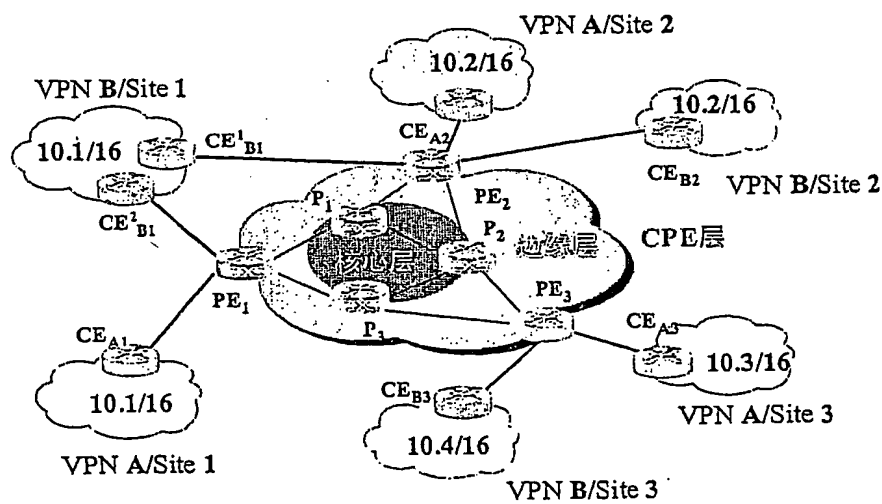 VPN A/Site 2
10.2/16
VPN B/Site 1
10.2/16
CE¹B1
CEA2
10.1/16
CEB2
VPN B/Site 2
CE²B1
P1
PE2
P2
边缘层
CPE层
核心层
PE1
PE3
P3
CEA1
CEA3
10.3/16
10.1/16
CEB3
VPN A/Site 3
10.4/16
VPN A/Site 1
VPN B/Site 3